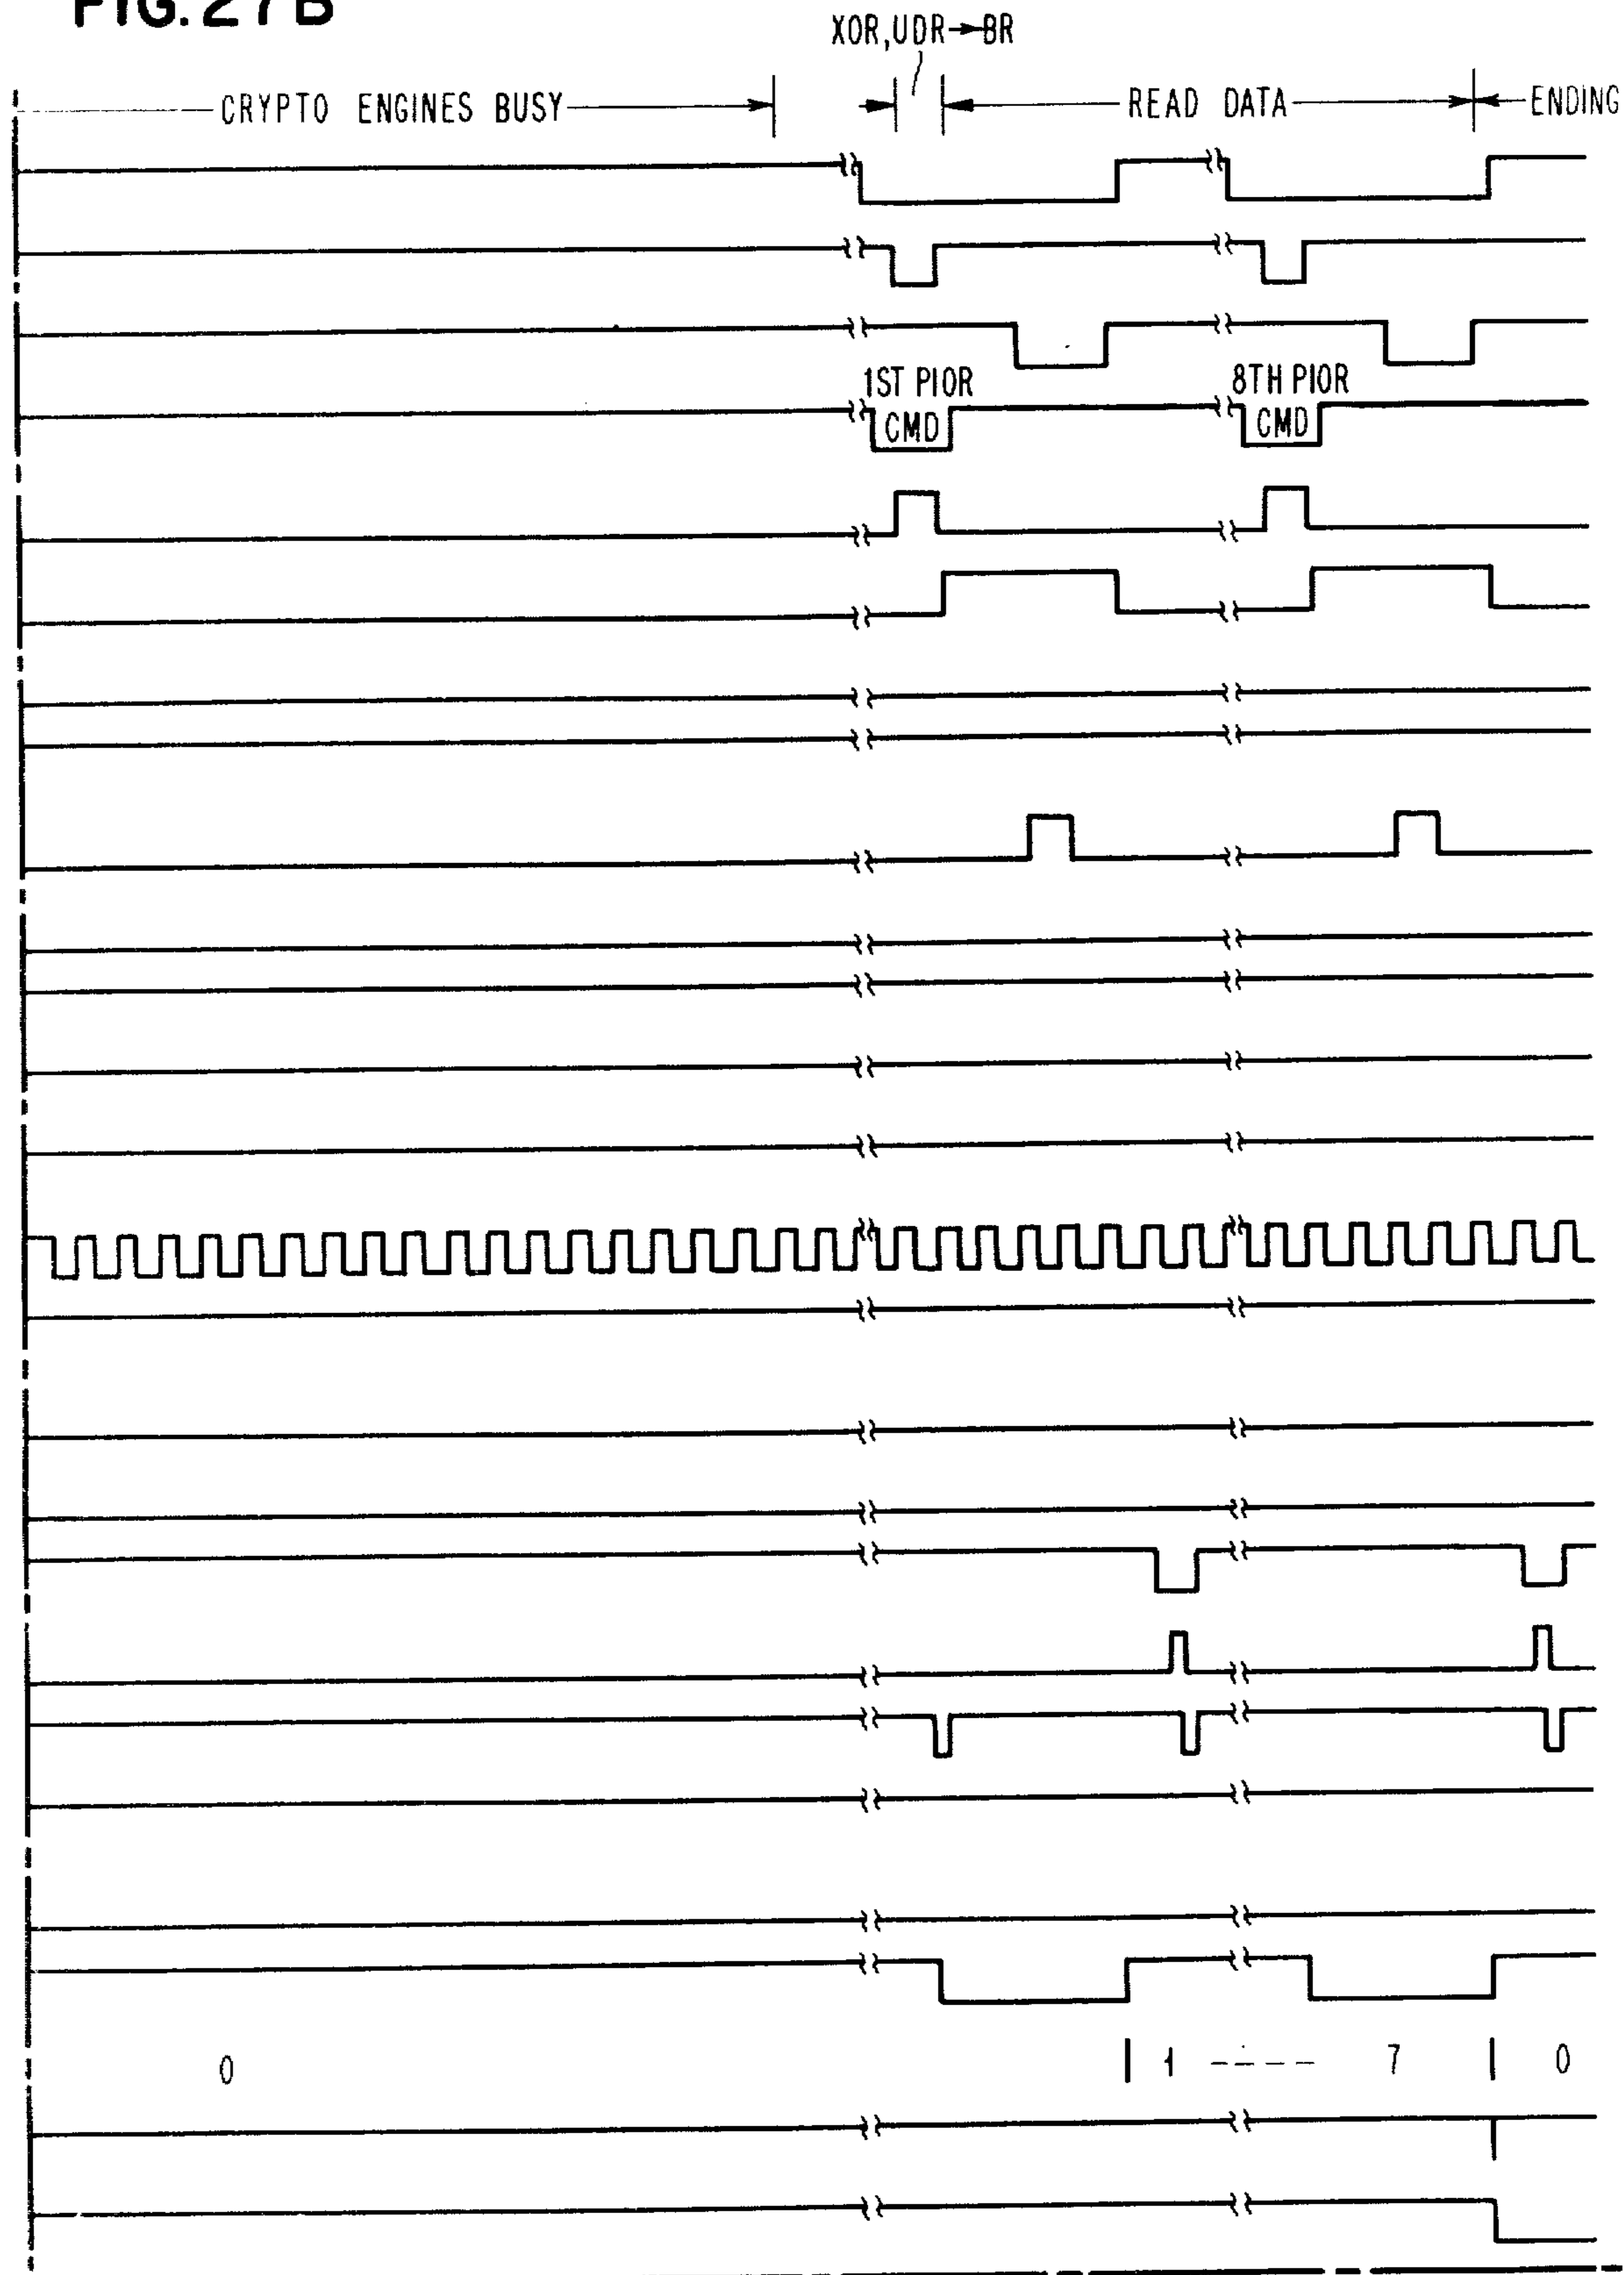 FIG. 27B
XOR, UDR→BR
CRYPTO ENGINES BUSY
READ DATA
ENDING
1ST PIOR
CMD
8TH PIOR
CMD
0
1 ---- 7
0